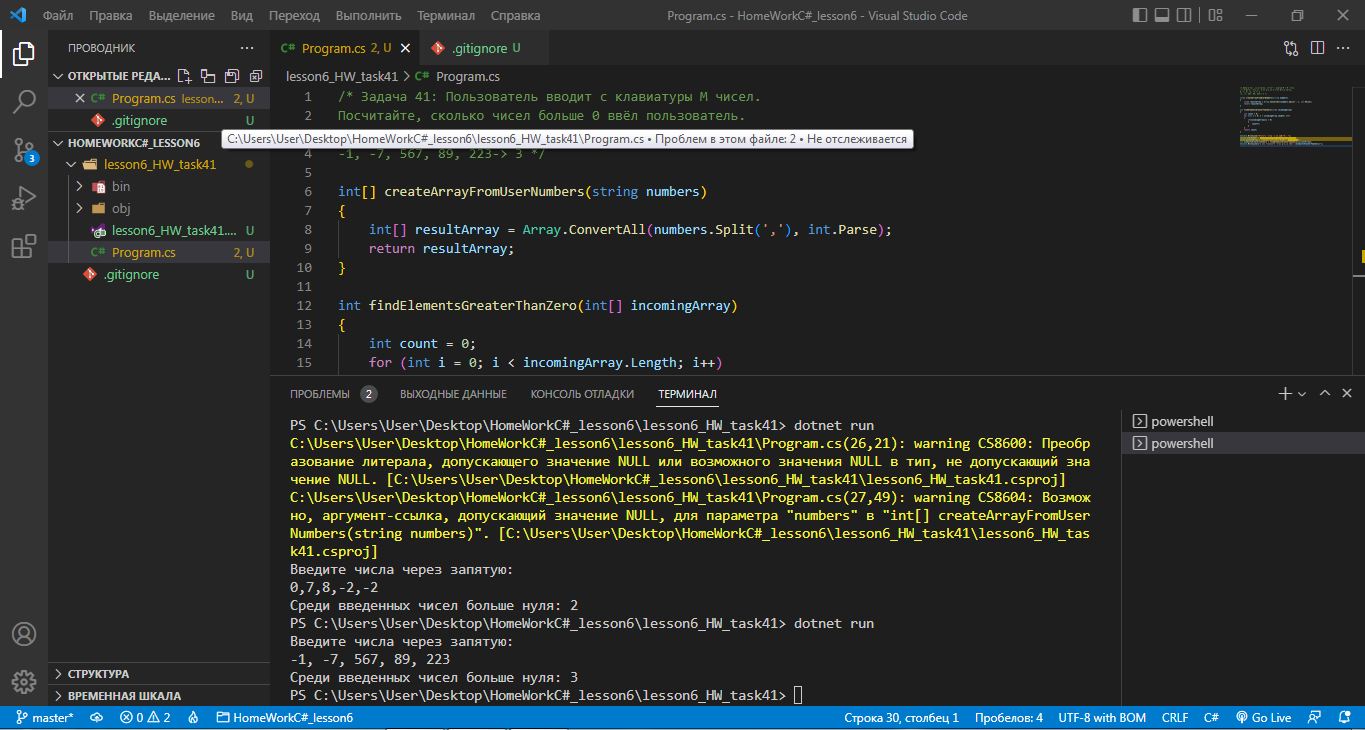 Файл Правка Выделение Вид Переход Выполнить Терминал Справка Program.cs - HomeWorkC#_lesson6 - Visual Studio Code
ПРОВОДНИК ···
ОТКРЫТЫЕ РЕДА...
Program.cs lesson... 2, U
.gitignore U
HOMEWORKC#_LESSON6
lesson6_HW_task41
bin
obj
lesson6_HW_task41.... U
C# Program.cs 2, U
.gitignore U
СТРУКТУРА
ВРЕМЕННАЯ ШКАЛА
3
C# Program.cs 2, U
.gitignore U
lesson6_HW_task41 > C# Program.cs
1 /* Задача 41: Пользователь вводит с клавиатуры M чисел.
2 Посчитайте, сколько чисел больше 0 ввёл пользователь.
C:\Users\User\Desktop\HomeWorkC#_lesson6\lesson6_HW_task41\Program.cs • Проблем в этом файле: 2 • Не отслеживается
4 -1, -7, 567, 89, 223-> 3 */
5
6 int[] createArrayFromUserNumbers(string numbers)
7 {
8 int[] resultArray = Array.ConvertAll(numbers.Split(','), int.Parse);
9 return resultArray;
10 }
11
12 int findElementsGreaterThanZero(int[] incomingArray)
13 {
14 int count = 0;
15 for (int i = 0; i < incomingArray.Length; i++)
ПРОБЛЕМЫ 2 ВЫХОДНЫЕ ДАННЫЕ КОНСОЛЬ ОТЛАДКИ ТЕРМИНАЛ
PS C:\Users\User\Desktop\HomeWorkC#_lesson6\lesson6_HW_task41> dotnet run
C:\Users\User\Desktop\HomeWorkC#_lesson6\lesson6_HW_task41\Program.cs(26,21): warning CS8600: Преобр
азование литерала, допускающего значение NULL или возможного значения NULL в тип, не допускающий зна
чение NULL. [C:\Users\User\Desktop\HomeWorkC#_lesson6\lesson6_HW_task41\lesson6_HW_task41.csproj]
C:\Users\User\Desktop\HomeWorkC#_lesson6\lesson6_HW_task41\Program.cs(27,49): warning CS8604: Возмож
но, аргумент-ссылка, допускающий значение NULL, для параметра "numbers" в "int[] createArrayFromUser
Numbers(string numbers)". [C:\Users\User\Desktop\HomeWorkC#_lesson6\lesson6_HW_task41\lesson6_HW_tas
k41.csproj]
Введите числа через запятую:
0,7,8,-2,-2
Среди введенных чисел больше нуля: 2
PS C:\Users\User\Desktop\HomeWorkC#_lesson6\lesson6_HW_task41> dotnet run
Введите числа через запятую:
-1, -7, 567, 89, 223
Среди введенных чисел больше нуля: 3
PS C:\Users\User\Desktop\HomeWorkC#_lesson6\lesson6_HW_task41>
powershell
powershell
master* 0 2 HomeWorkC#_lesson6 Строка 30, столбец 1 Пробелов: 4 UTF-8 with BOM CRLF C# Go Live